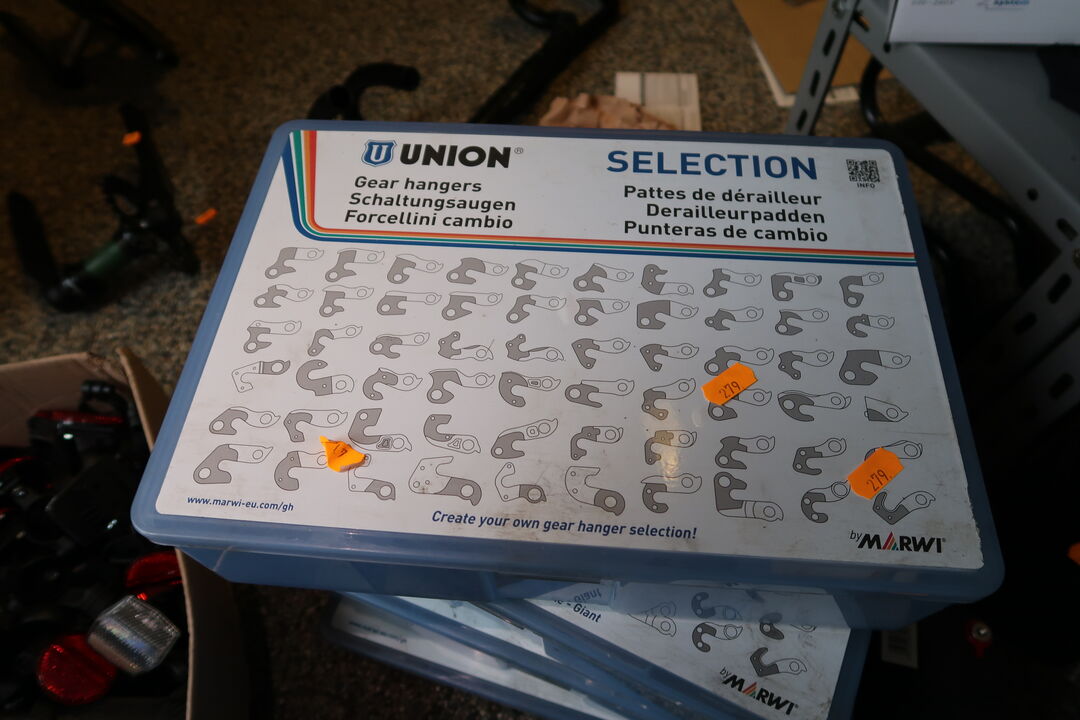 UNION®
Gear hangers
Schaltungsaugen
Forcellini cambio
SELECTION
INFO
Pattes de dérailleur
Derailleurpadden
Punteras de cambio
279
279
www.marwi-eu.com/gh
Create your own gear hanger selection!
by MARWI®
- Giant
Giant
by MARWI®